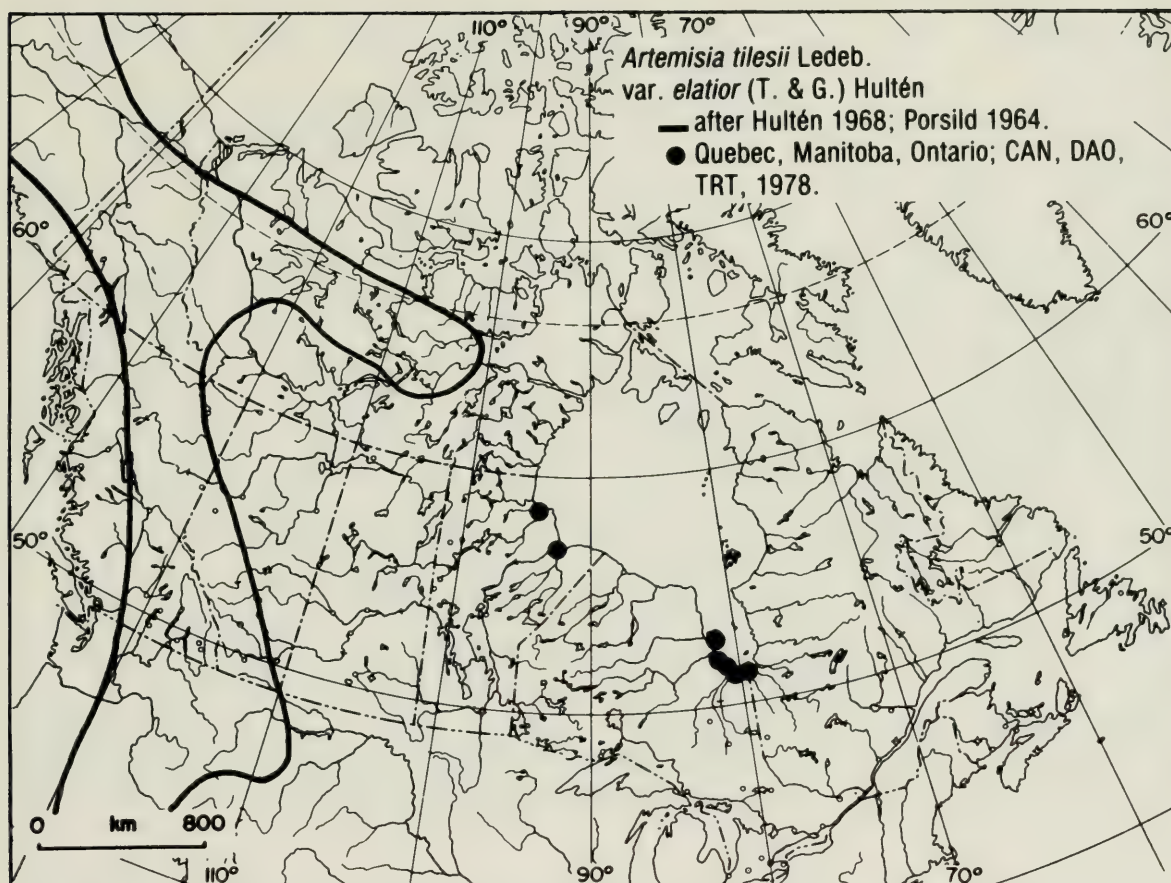 110° 90° 70°
Artemisia tilesii Ledeb.
var. elatior (T. & G.) Hultén
after Hultén 1968; Porsild 1964.
Quebec, Manitoba, Ontario; CAN, DAO,
TRT, 1978.
60° 60°
50° 50°
0 km 800
110° 90° 70°